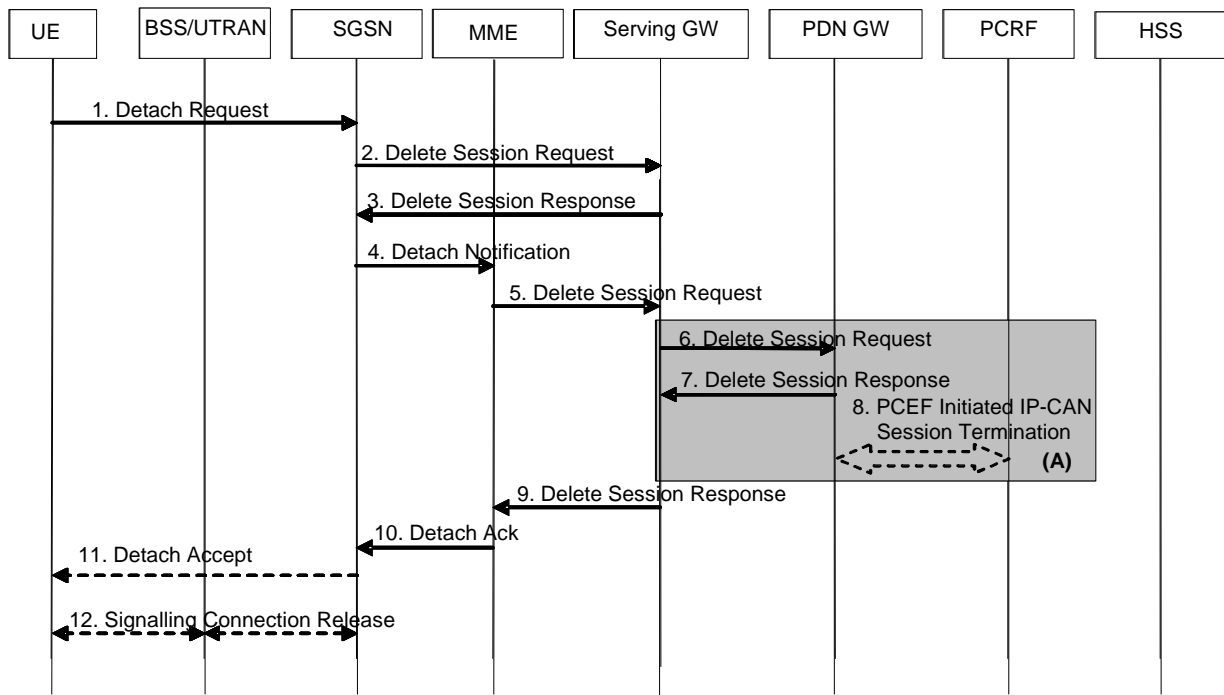 UE
BSS/UTRAN
SGSN
MME
Serving GW
PDN GW
PCRF
HSS
1. Detach Request
2. Delete Session Request
3. Delete Session Response
4. Detach Notification
5. Delete Session Request
6. Delete Session Request
7. Delete Session Response
8. PCEF Initiated IP-CAN
Session Termination
(A)
9. Delete Session Response
10. Detach Ack
11. Detach Accept
12. Signalling Connection Release